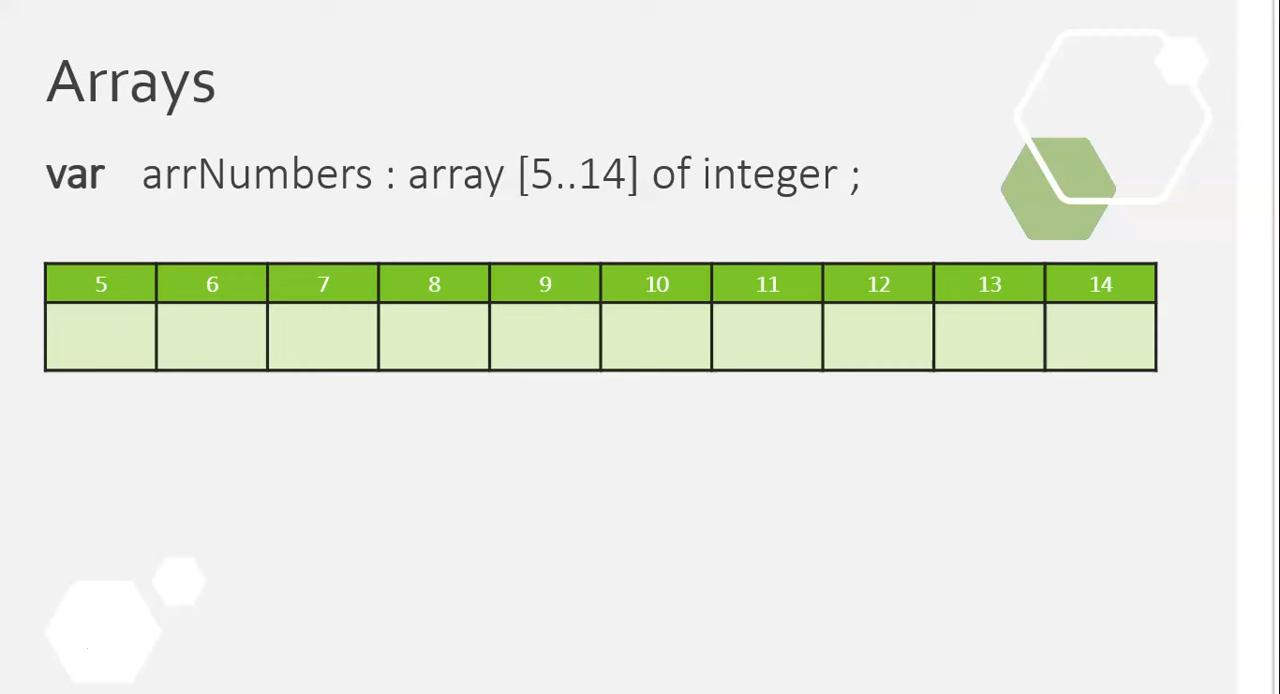 Arrays
var arrNumbers : array [5..14] of integer ;
5 6 7 8 9 10 11 12 13 14